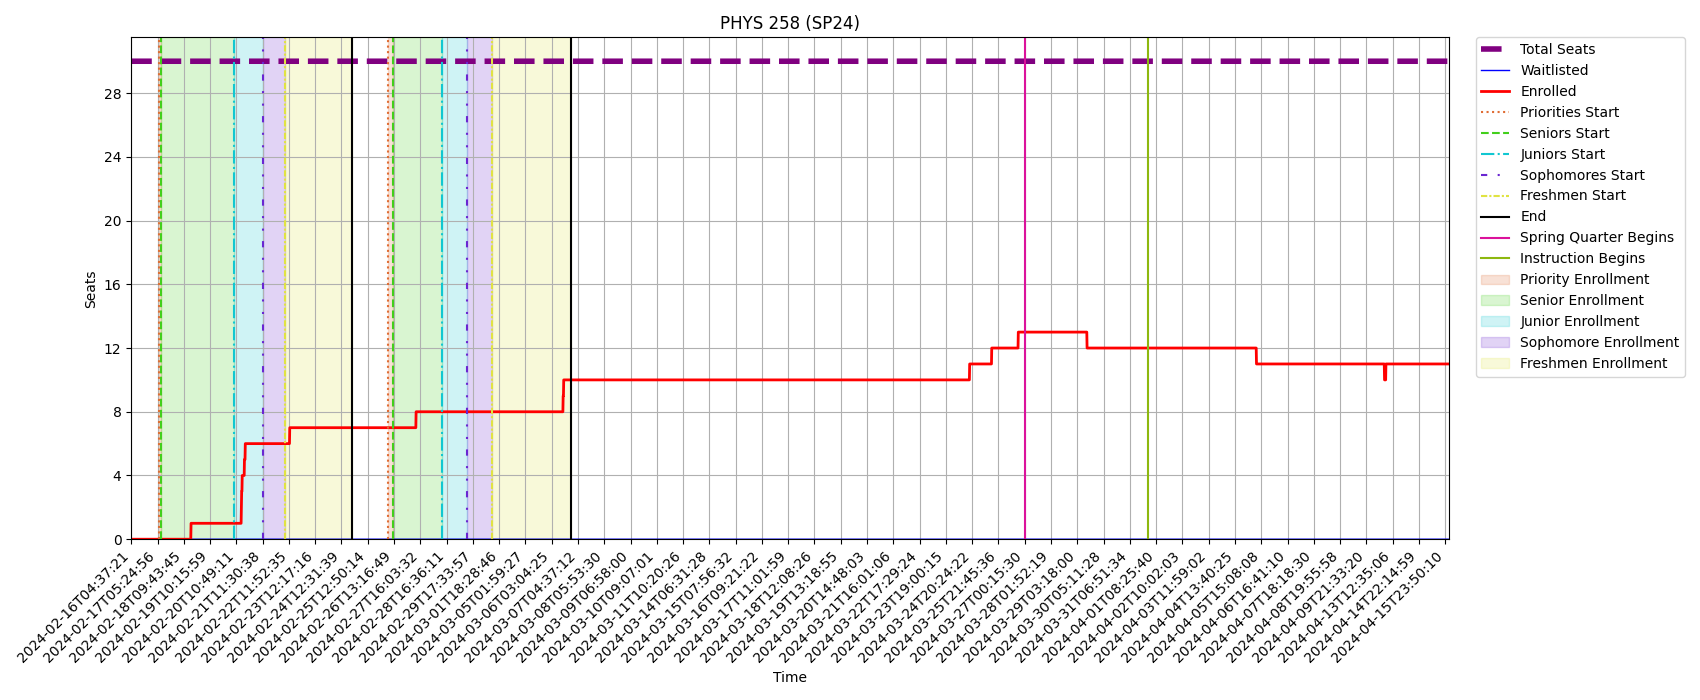 PHYS 258 (SP24)
Seats
28
24
20
16
12
8
4
0
2024-02-16T04:37:21
2024-02-17T05:24:56
2024-02-18T09:43:45
2024-02-19T10:15:59
2024-02-20T10:49:11
2024-02-21T11:30:38
2024-02-22T11:52:35
2024-02-23T12:17:16
2024-02-24T12:31:39
2024-02-25T12:50:14
2024-02-26T13:16:49
2024-02-27T16:03:32
2024-02-28T16:36:11
2024-02-29T17:33:57
2024-03-01T18:28:46
2024-03-05T01:59:27
2024-03-06T03:04:25
2024-03-07T04:37:12
2024-03-08T05:53:30
2024-03-09T06:58:00
2024-03-10T09:07:01
2024-03-11T10:20:26
2024-03-14T06:31:28
2024-03-15T07:56:32
2024-03-16T09:21:22
2024-03-17T11:01:59
2024-03-18T12:08:26
2024-03-19T13:18:55
2024-03-20T14:48:03
2024-03-21T16:01:06
2024-03-22T17:29:24
2024-03-23T19:00:15
2024-03-24T20:24:22
2024-03-25T21:45:36
2024-03-27T00:15:30
2024-03-28T01:52:19
2024-03-29T03:18:00
2024-03-30T05:11:28
2024-03-31T06:51:34
2024-04-01T08:25:40
2024-04-02T10:02:03
2024-04-03T11:59:02
2024-04-04T13:40:25
2024-04-05T15:08:08
2024-04-06T16:41:10
2024-04-07T18:18:30
2024-04-08T19:55:58
2024-04-09T21:33:20
2024-04-13T12:35:06
2024-04-14T22:14:59
2024-04-15T23:50:10
Time
Total Seats
Waitlisted
Enrolled
Priorities Start
Seniors Start
Juniors Start
Sophomores Start
Freshmen Start
End
Spring Quarter Begins
Instruction Begins
Priority Enrollment
Senior Enrollment
Junior Enrollment
Sophomore Enrollment
Freshmen Enrollment